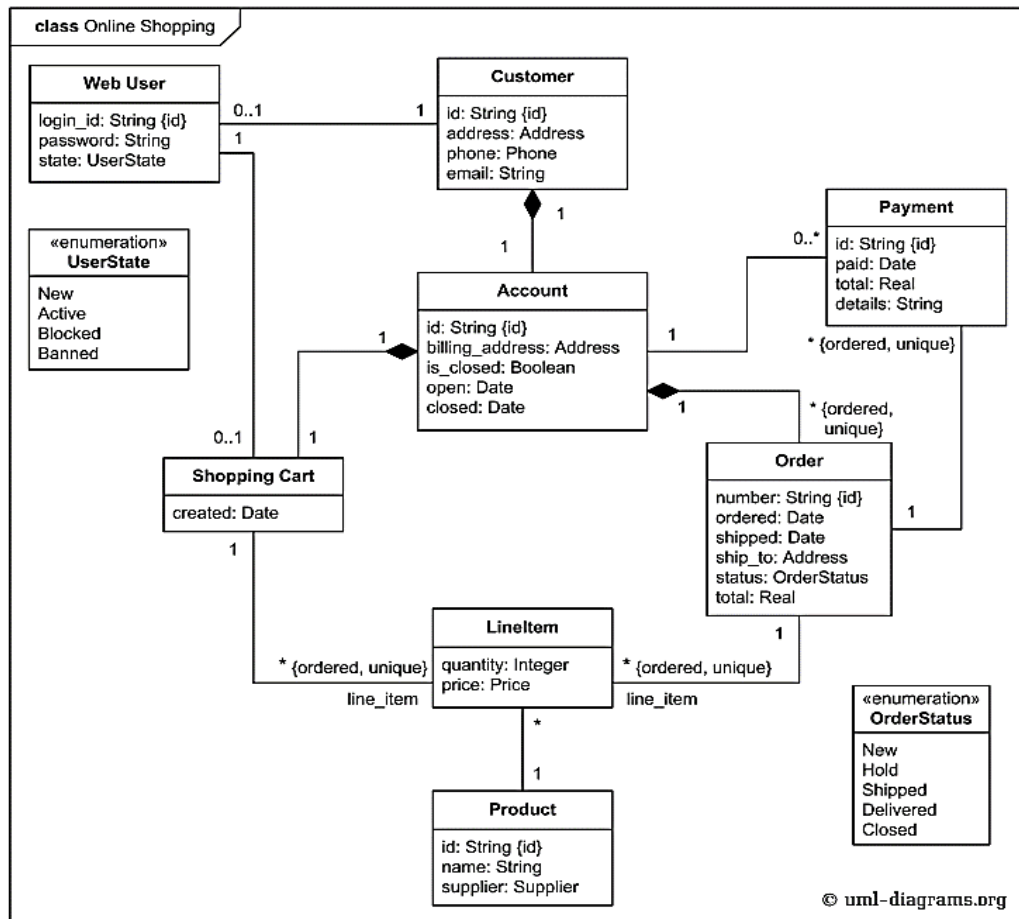 class Online Shopping
Web User
login_id: String {id}
password: String
state: UserState
0..1
1
1
Customer
id: String {id}
address: Address
phone: Phone
email: String
1
1
«enumeration»
UserState
New
Active
Blocked
Banned
Account
id: String {id}
billing_address: Address
is_closed: Boolean
open: Date
closed: Date
Payment
id: String {id}
paid: Date
total: Real
details: String
0..*
1
* {ordered, unique}
1
1
1
* {ordered,
unique}
0..1
Shopping Cart
created: Date
1
Order
number: String {id}
ordered: Date
shipped: Date
ship_to: Address
status: OrderStatus
total: Real
1
1
LineItem
quantity: Integer
price: Price
* {ordered, unique}
line_item
* {ordered, unique}
line_item
*
1
Product
id: String {id}
name: String
supplier: Supplier
«enumeration»
OrderStatus
New
Hold
Shipped
Delivered
Closed
© uml-diagrams.org